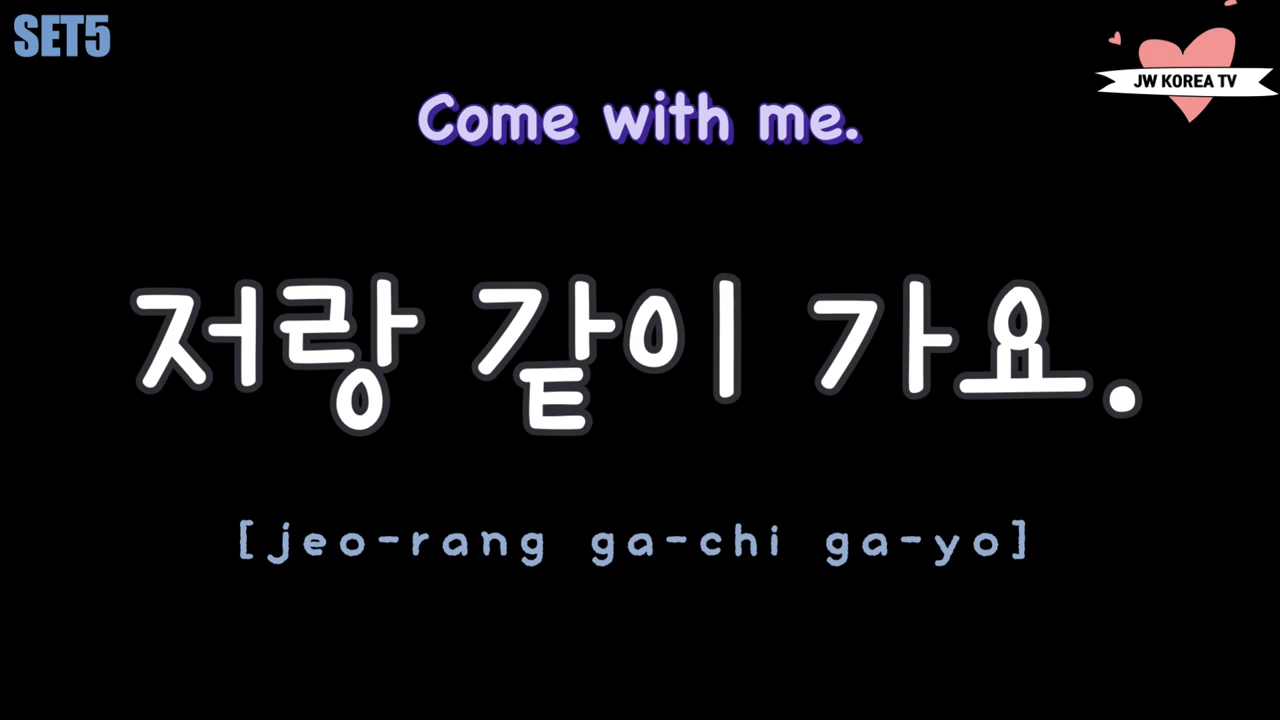 SET5
JW KOREA TV
Come with me.
저랑 같이 가요.
[jeo-rang ga-chi ga-yo]